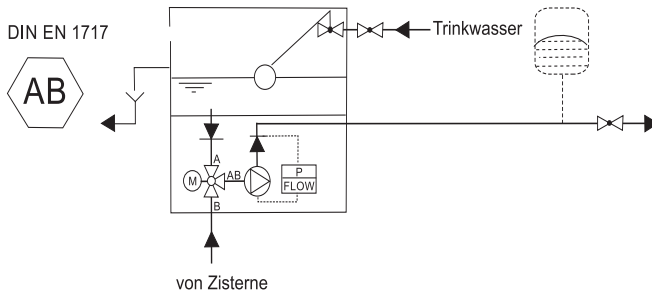 DIN EN 1717
AB
Trinkwasser
A
M
AB
B
P
FLOW
von Zisterne